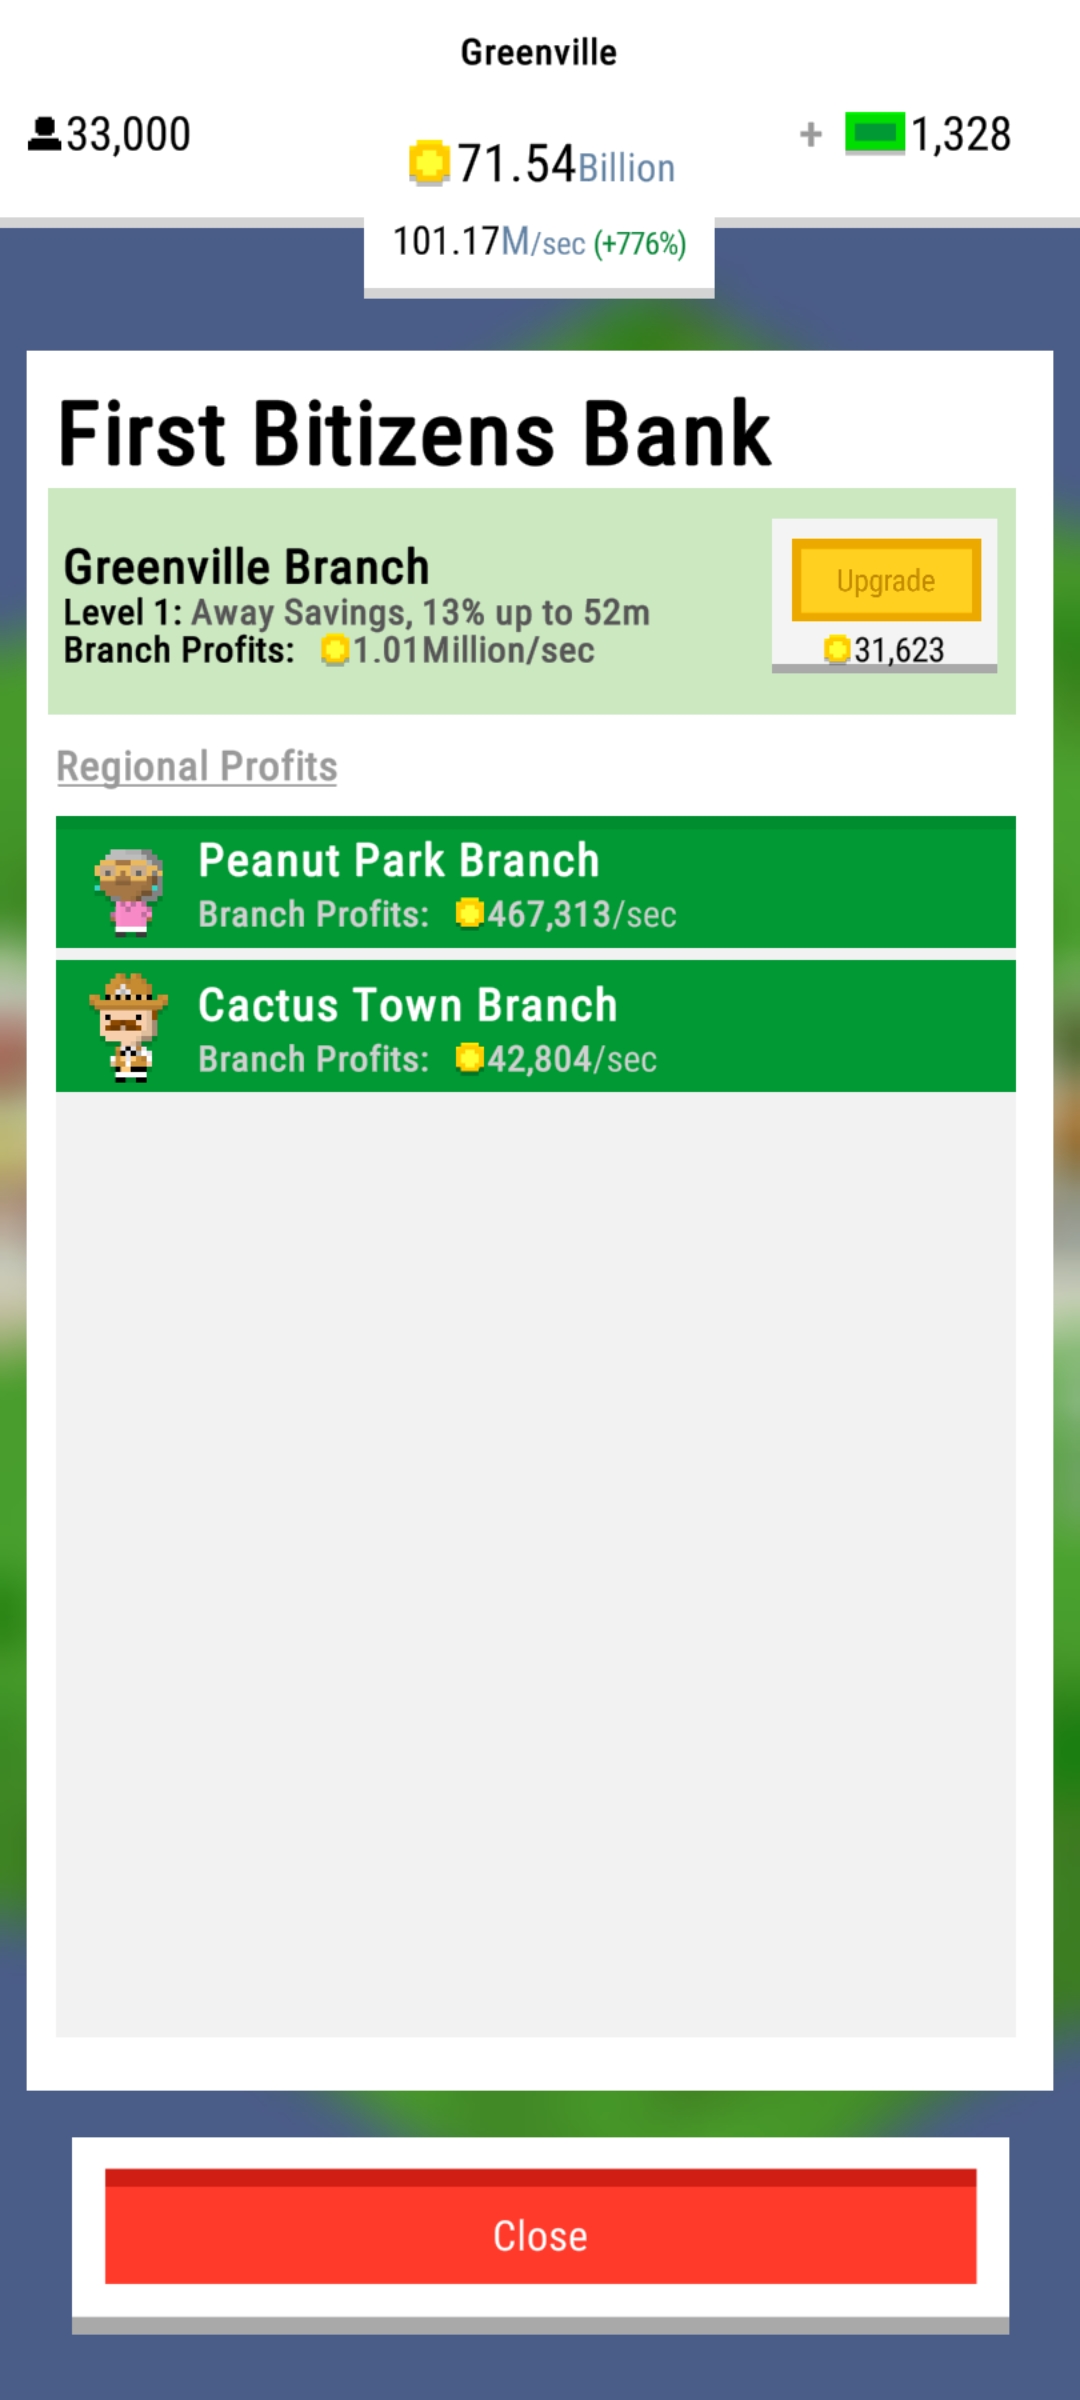 Greenville
33,000
71.54Billion
+ 1,328
101.17M/sec (+776%)
First Bitizens Bank
Greenville Branch
Level 1: Away Savings, 13% up to 52m
Branch Profits: 1.01Million/sec
Upgrade
31,623
Regional Profits
Peanut Park Branch
Branch Profits: 467,313/sec
Cactus Town Branch
Branch Profits: 42,804/sec
Close